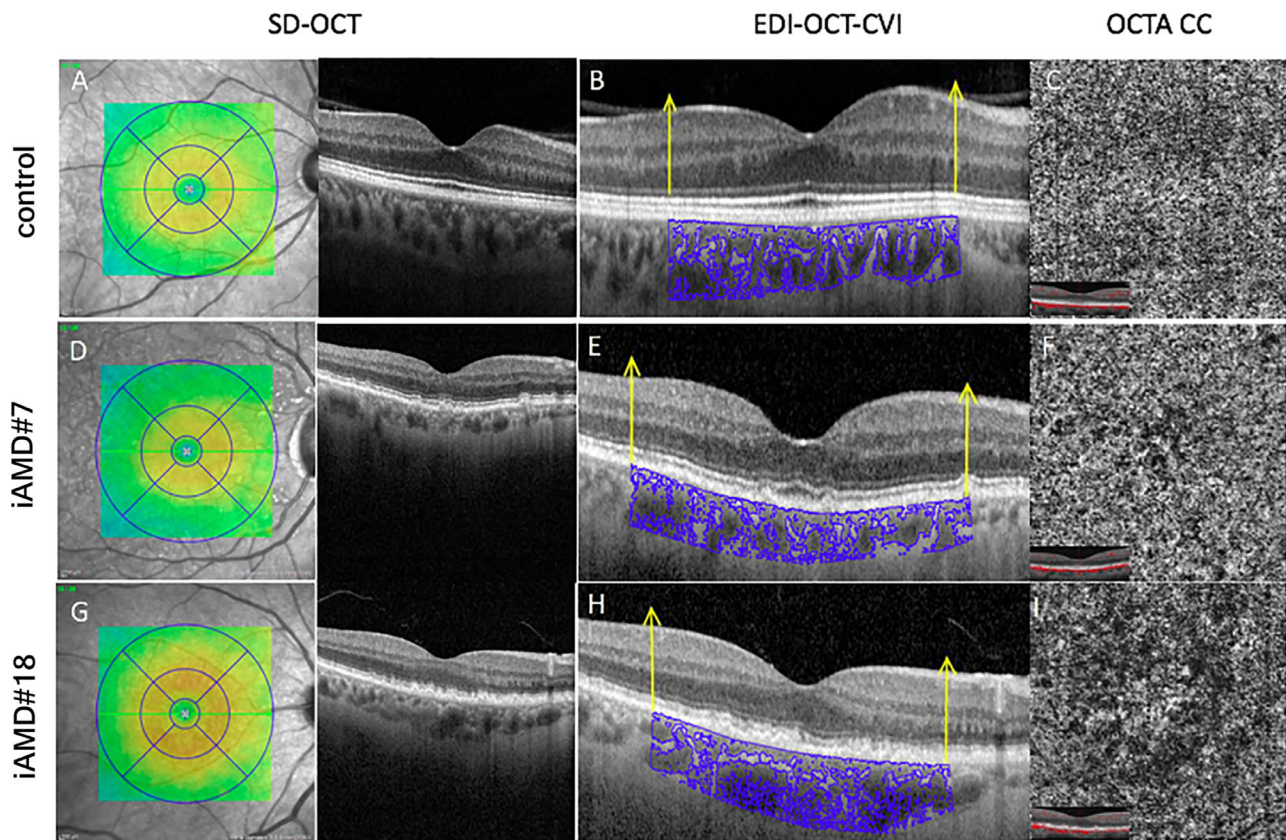 SD-OCT EDI-OCT-CVI OCTA CC
control A B C
iAMD#7 D E F
iAMD#18 G H I